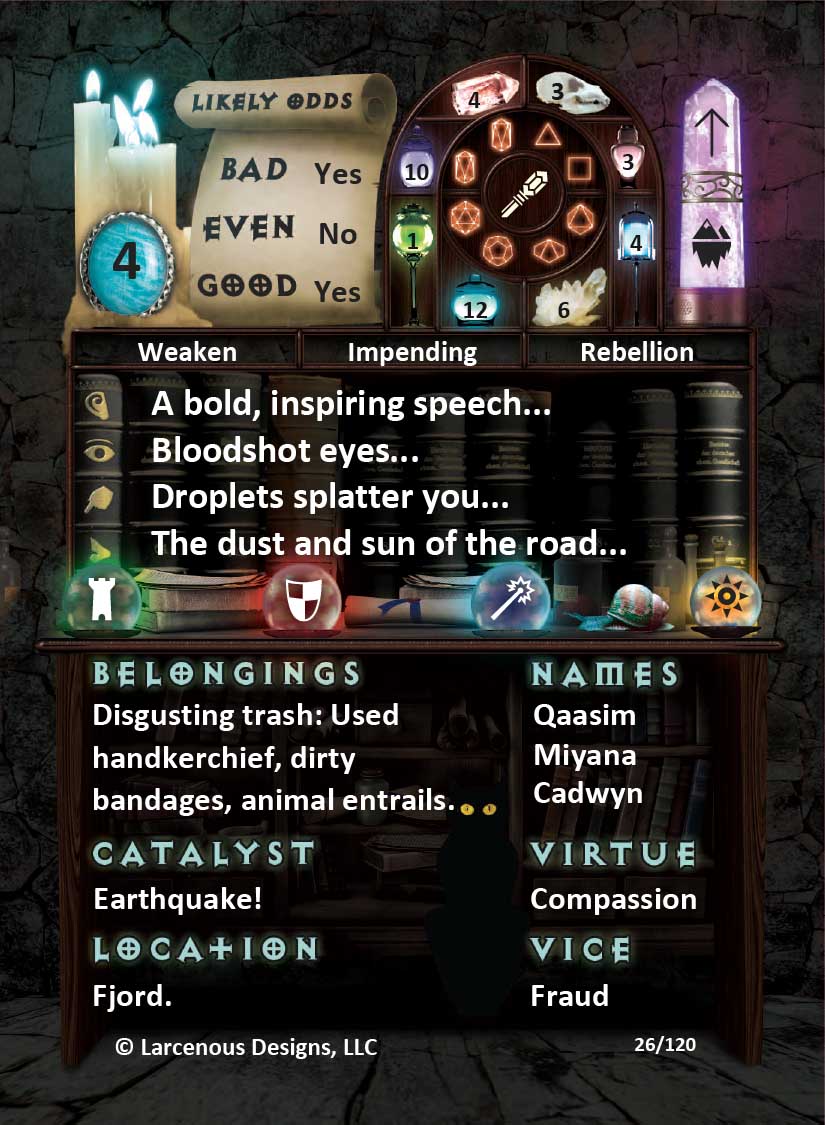 LIKELY ODDS
BAD Yes
EVEN No
GOOD Yes
4
4
3
10
3
1
4
12
6
Weaken Impending Rebellion
A bold, inspiring speech...
Bloodshot eyes...
Droplets splatter you...
The dust and sun of the road...
BELONGINGS
Disgusting trash: Used
handkerchief, dirty
bandages, animal entrails.
NAMES
Qaasim
Miyana
Cadwyn
CATALYST
Earthquake!
VIRTUE
Compassion
LOCATION
Fjord.
VICE
Fraud
© Larcenous Designs, LLC
26/120